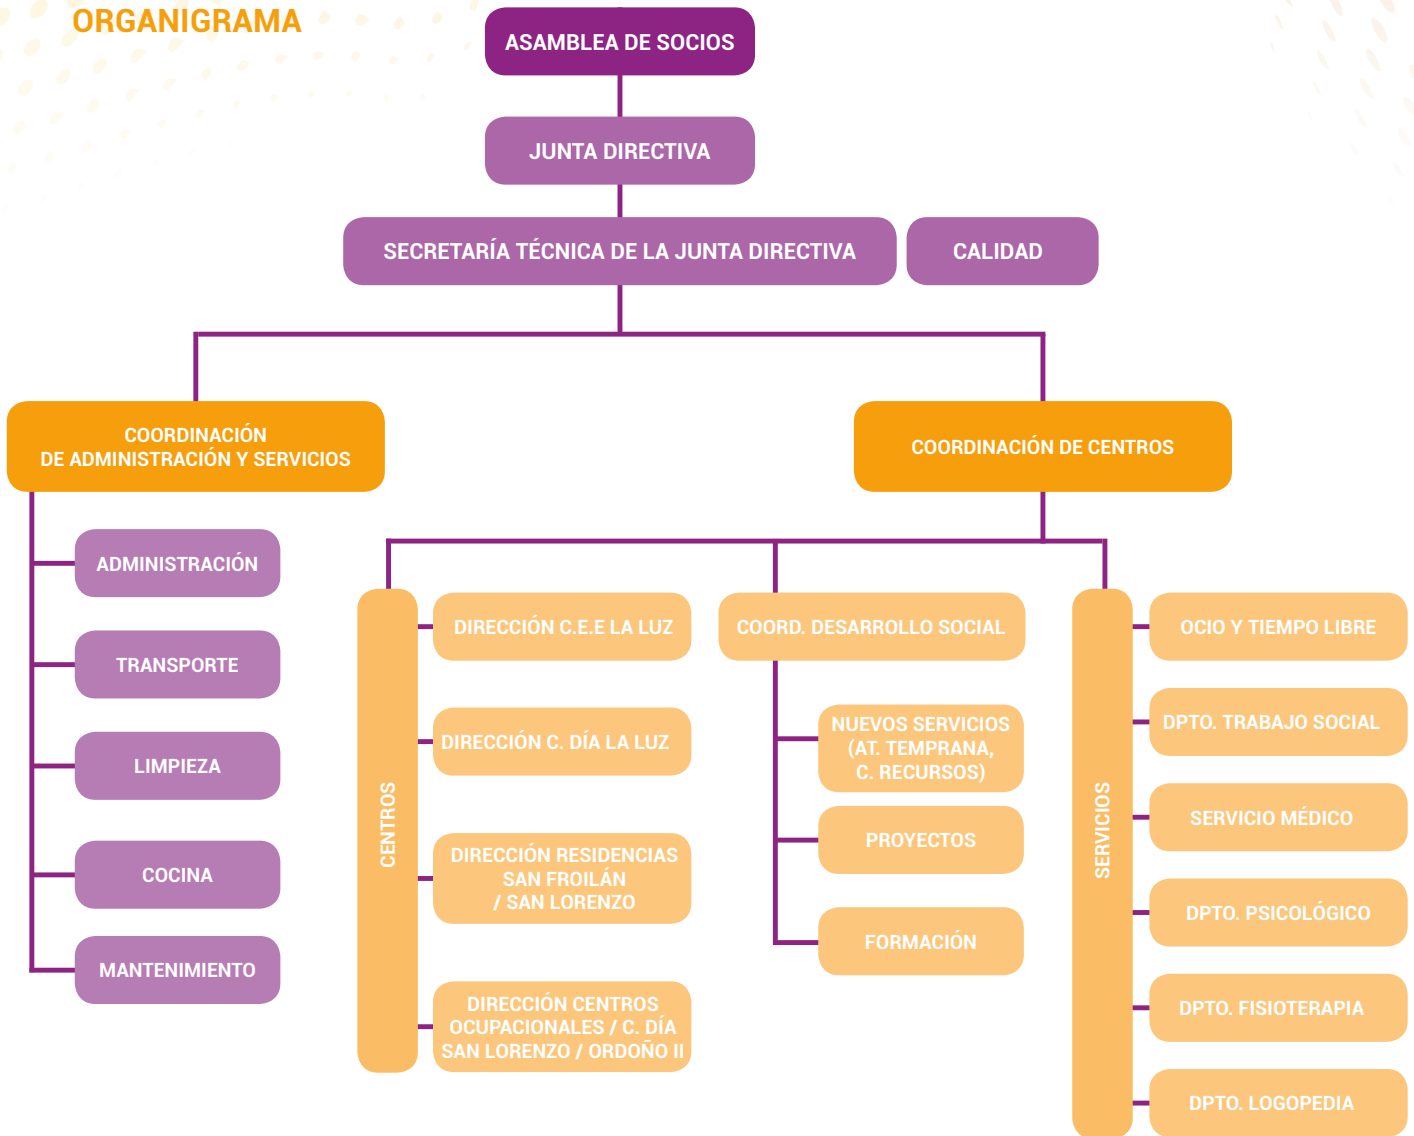 ORGANIGRAMA
ASAMBLEA DE SOCIOS
JUNTA DIRECTIVA
SECRETARÍA TÉCNICA DE LA JUNTA DIRECTIVA
CALIDAD
COORDINACIÓN
DE ADMINISTRACIÓN Y SERVICIOS
ADMINISTRACIÓN
TRANSPORTE
LIMPIEZA
COCINA
MANTENIMIENTO
COORDINACIÓN DE CENTROS
CENTROS
DIRECCIÓN C.E.E LA LUZ
DIRECCIÓN C. DÍA LA LUZ
DIRECCIÓN RESIDENCIAS
SAN FROILÁN
/ SAN LORENZO
DIRECCIÓN CENTROS
OCUPACIONALES / C. DÍA
SAN LORENZO / ORDOÑO II
COORD. DESARROLLO SOCIAL
NUEVOS SERVICIOS
(AT. TEMPRANA,
C. RECURSOS)
PROYECTOS
FORMACIÓN
SERVICIOS
OCIO Y TIEMPO LIBRE
DPTO. TRABAJO SOCIAL
SERVICIO MÉDICO
DPTO. PSICOLÓGICO
DPTO. FISIOTERAPIA
DPTO. LOGOPEDIA